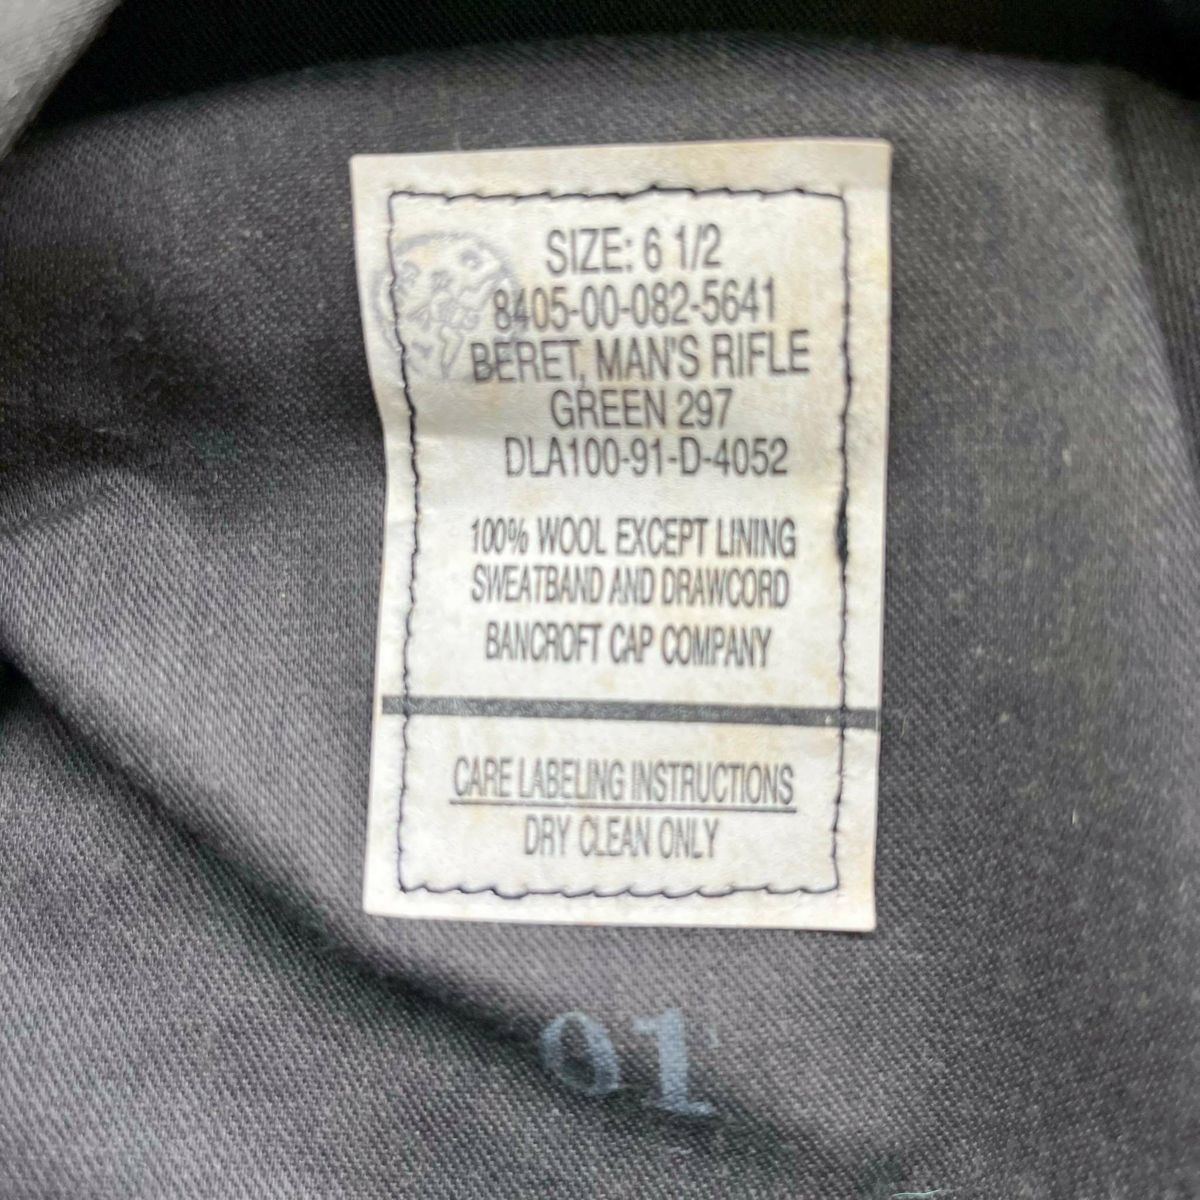 SIZE: 6 1/2
8405-00-082-5641
BERET, MAN'S RIFLE
GREEN 297
DLA100-91-D-4052
100% WOOL EXCEPT LINING
SWEATBAND AND DRAWCORD
BANCROFT CAP COMPANY
CARE LABELING INSTRUCTIONS
DRY CLEAN ONLY
01